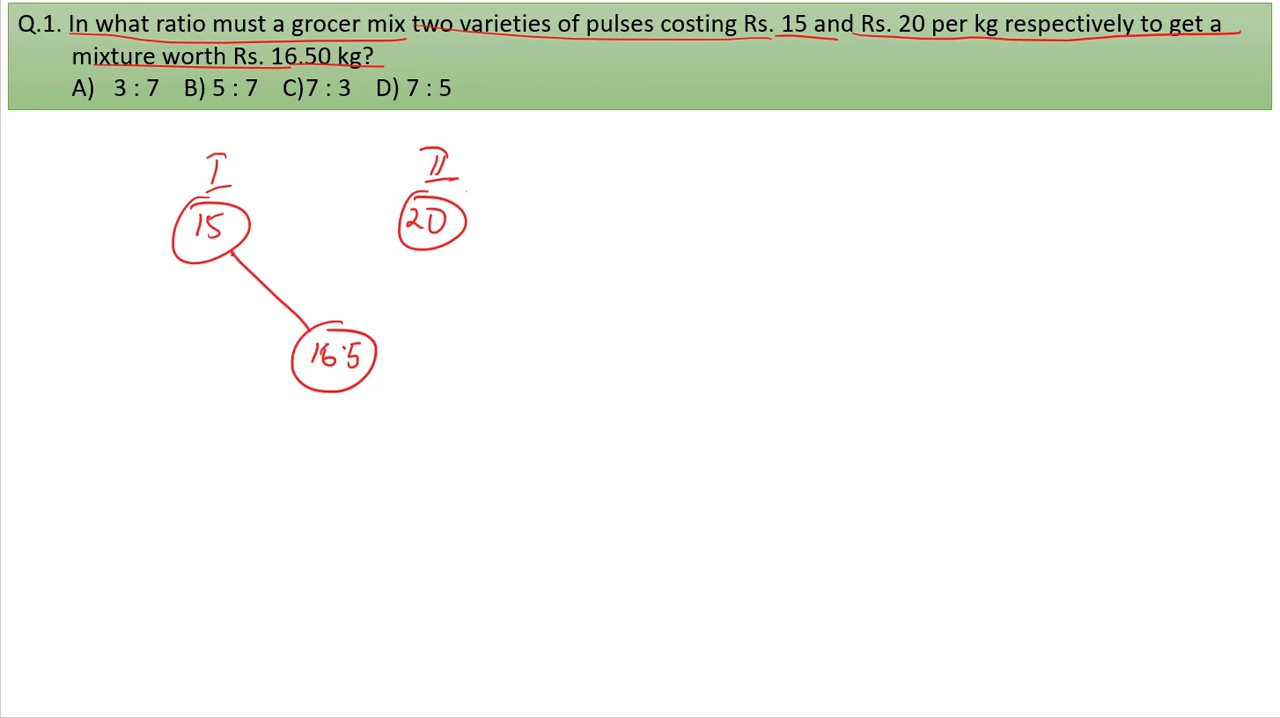 Q.1. In what ratio must a grocer mix two varieties of pulses costing Rs. 15 and Rs. 20 per kg respectively to get a
mixture worth Rs. 16.50 kg?
A) 3 : 7 B) 5 : 7 C)7 : 3 D) 7 : 5
I II
15 20
16.5